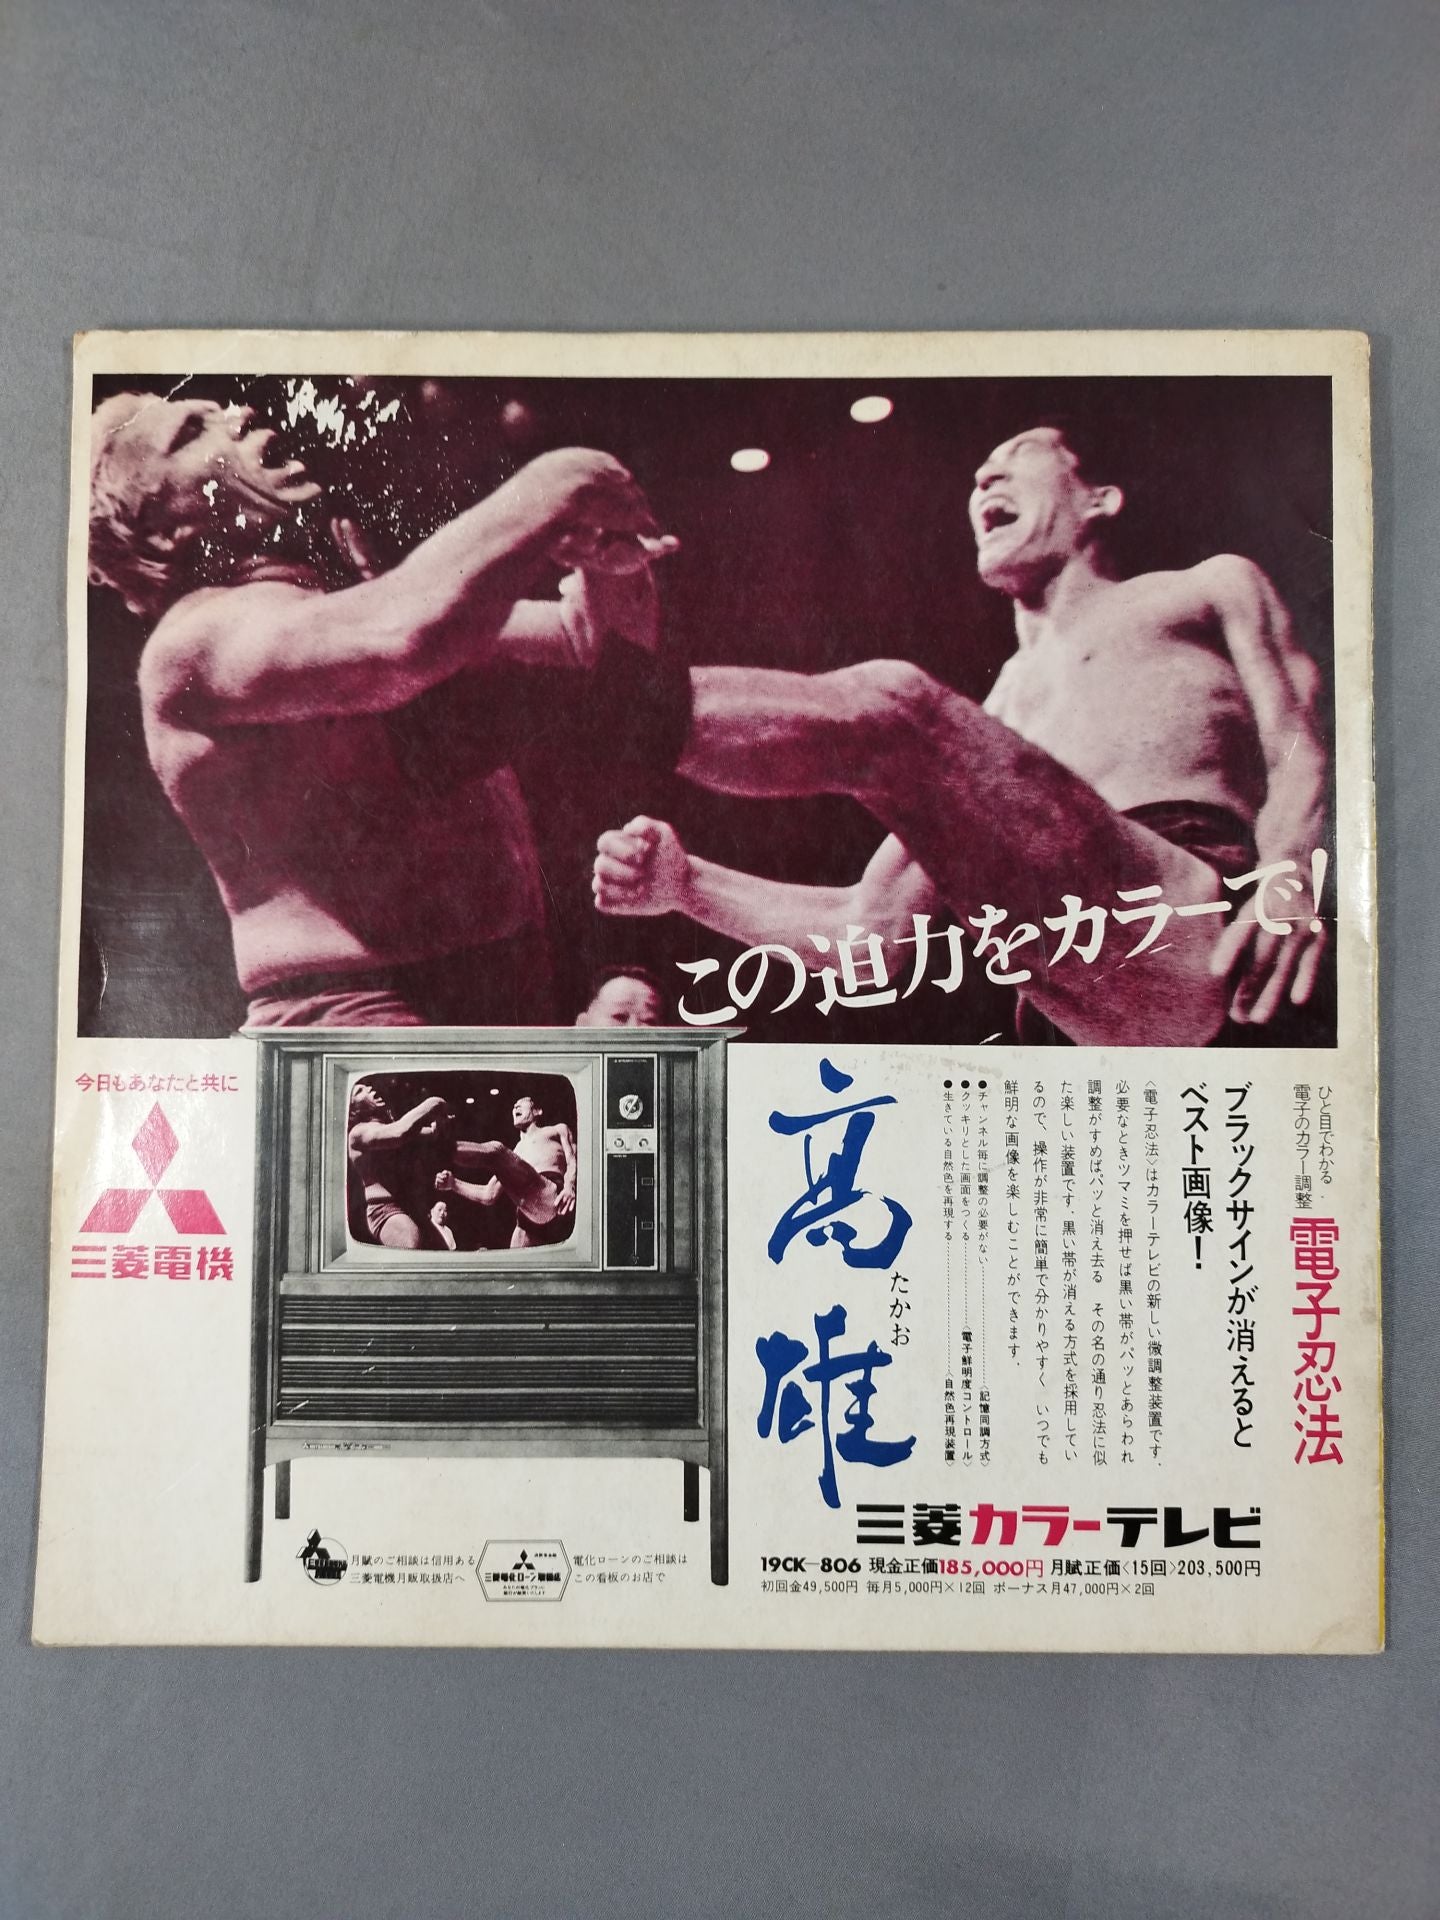 この迫力をカラーで!
今日もあなたと共に
三菱電機
ひと目でわかる
電子のカラー調整
電子忍法
ブラックサインが消えると
ベスト画像!
〈電子忍法〉はカラーテレビの新しい微調整装置です.
必要なときツマミを押せば黒い帯がパッとあらわれ
調整がすめばパッと消え去る その名の通り忍法に似
た楽しい装置です.黒い帯が消える方式を採用してい
るので、操作が非常に簡単で分かりやすく いつでも
鮮明な画像を楽しむことができます.
●チャンネル毎に調整の必要がない……〈記憶同調方式〉
●クッキリとした画面をつくる……〈電子鮮明度コントロール〉
●生きている自然色を再現する……〈自然色再現装置〉
高雄
たかお
三菱カラーテレビ
19CK-806 現金正価185,000円 月賦正価〈15回〉203,500円
初回金49,500円 毎月5,000円×12回 ボーナス月47,000円×2回
月賦のご相談は信用ある
三菱電機月販取扱店へ
三菱電化ローン取扱店
電化ローンのご相談は
この看板のお店で